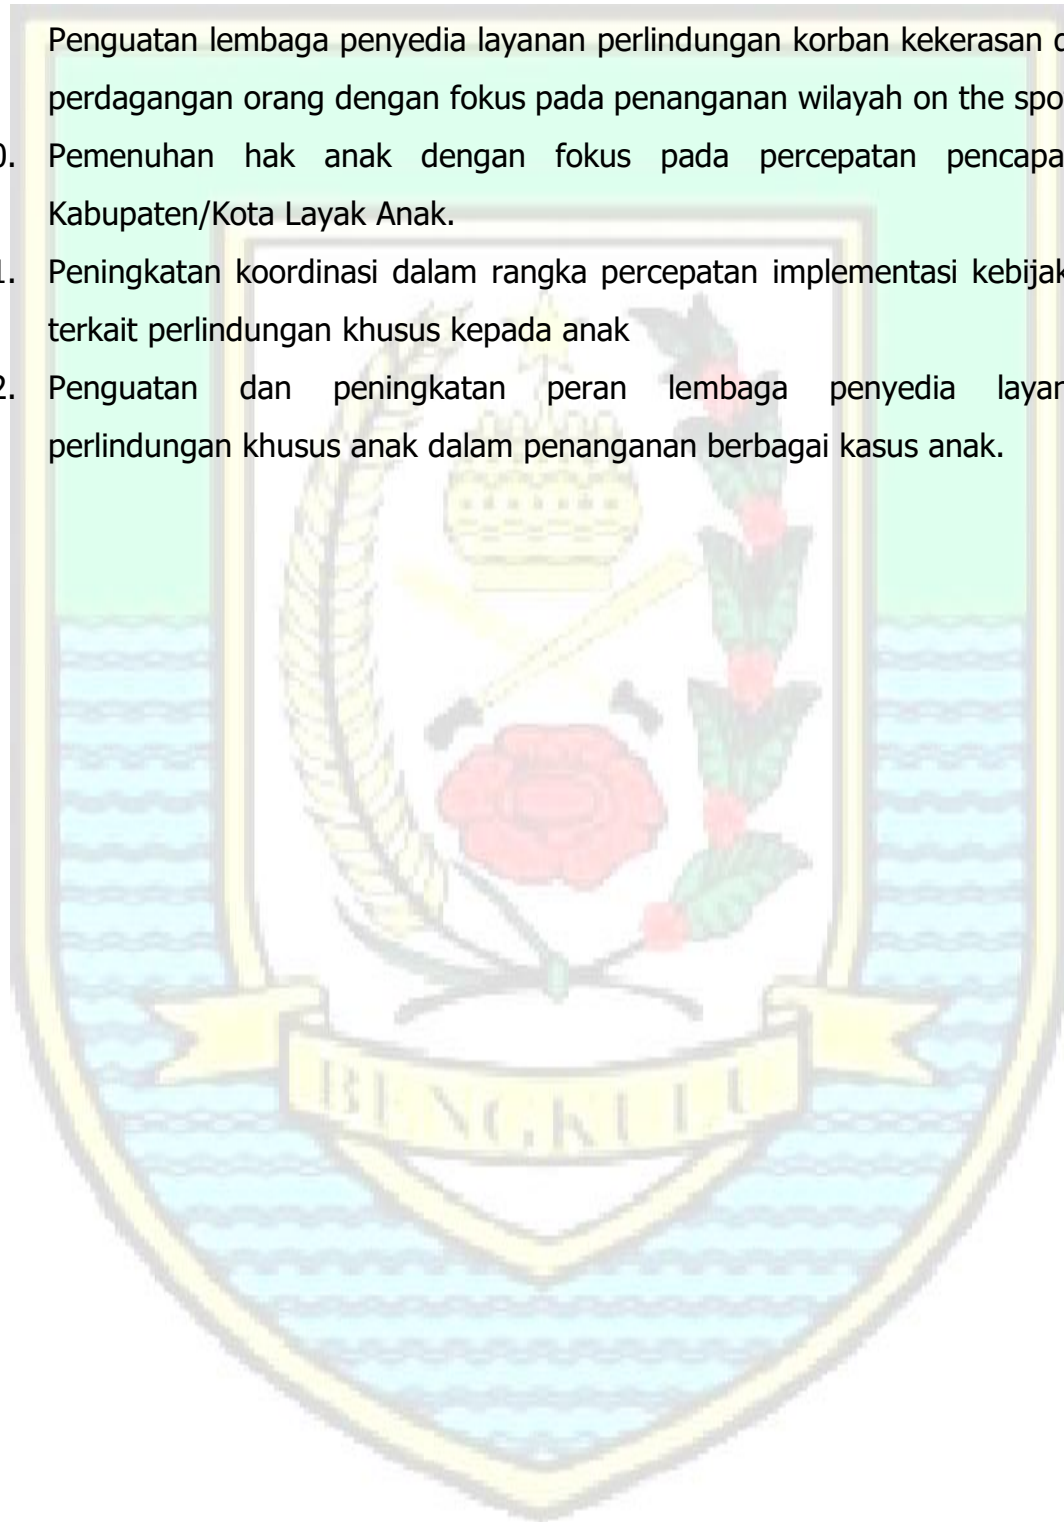 Penguatan lembaga penyedia layanan perlindungan korban kekerasan
perdagangan orang dengan fokus pada penanganan wilayah on the spo
0. Pemenuhan hak anak dengan fokus pada percepatan pencapa
Kabupaten/Kota Layak Anak.
1. Peningkatan koordinasi dalam rangka percepatan implementasi kebijak
terkait perlindungan khusus kepada anak
2. Penguatan dan peningkatan peran lembaga penyedia layan
perlindungan khusus anak dalam penanganan berbagai kasus anak.
BENGKULU